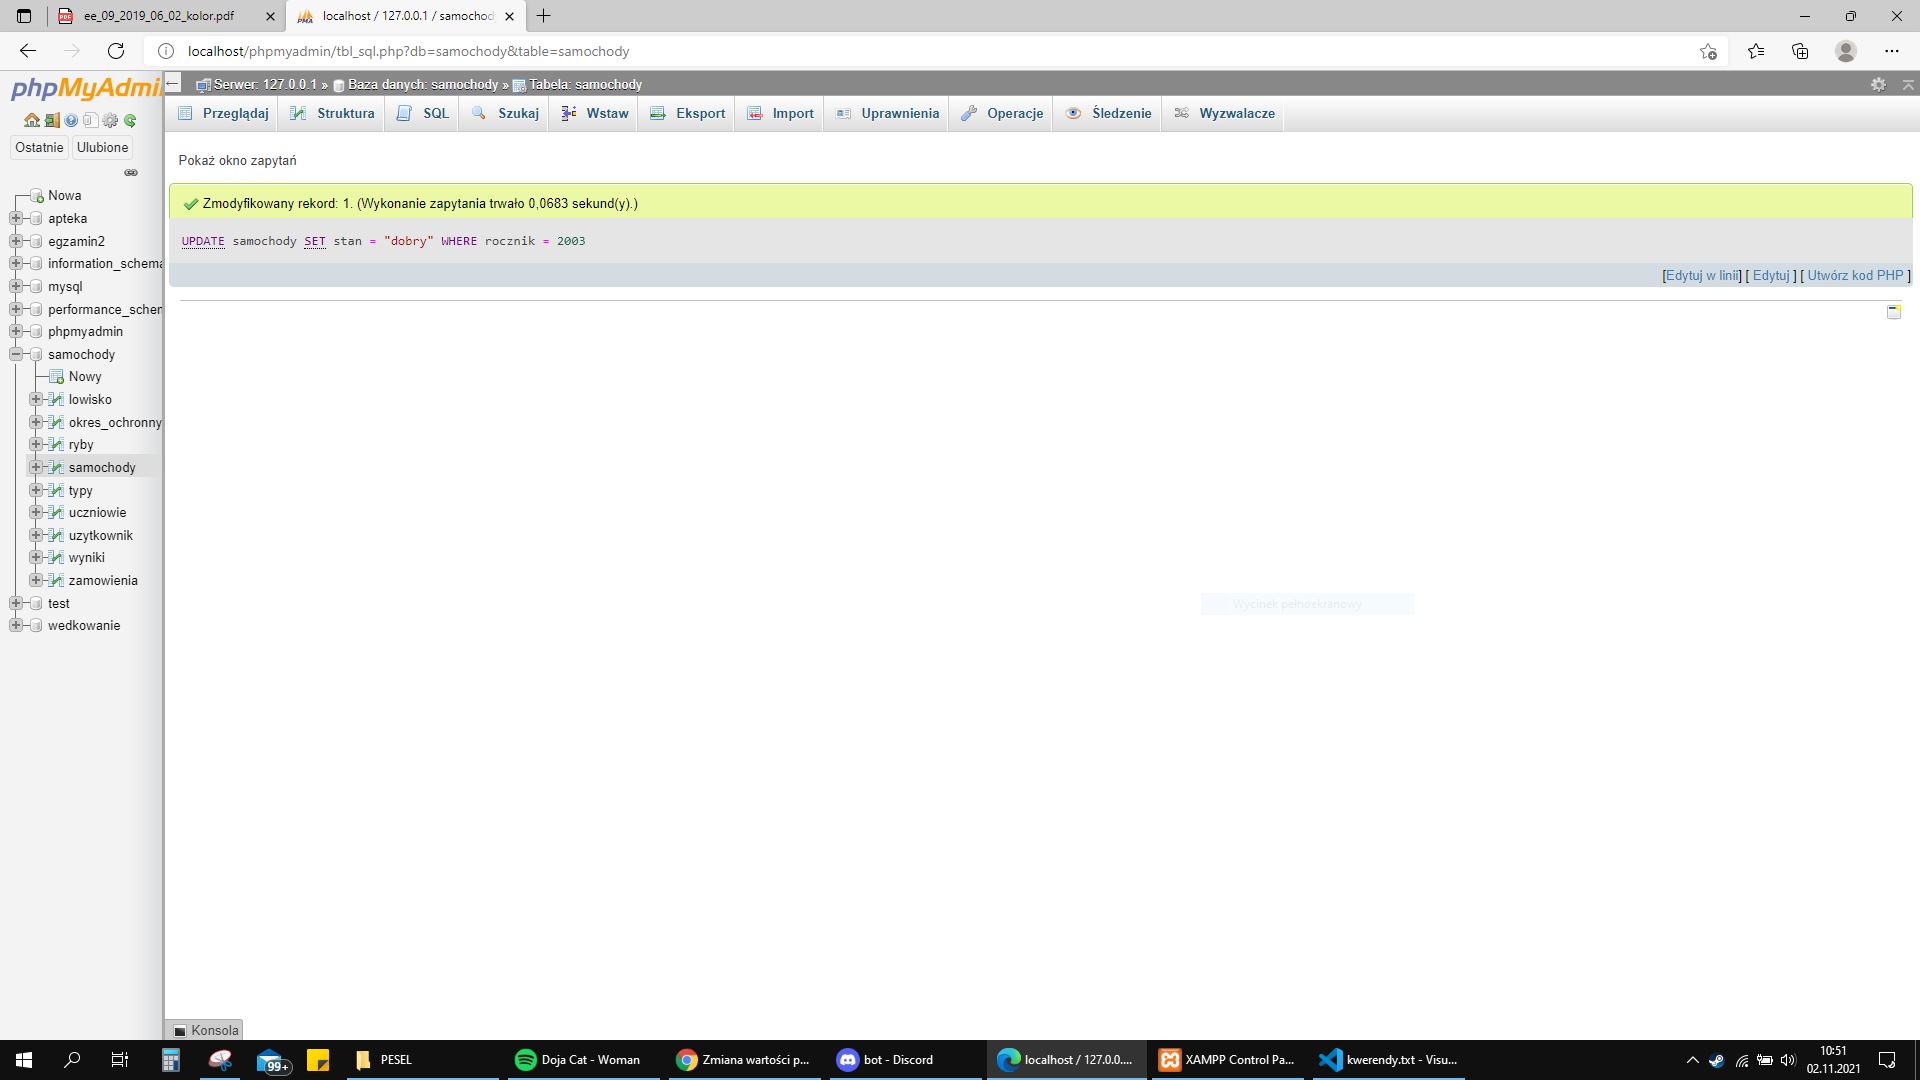 ee_09_2019_06_02_kolor.pdf
localhost / 127.0.0.1 / samochod
localhost/phpmyadmin/tbl_sql.php?db=samochody&table=samochody
phpMyAdmi
Serwer: 127.0.0.1 » Baza danych: samochody » Tabela: samochody
Przeglądaj Struktura SQL Szukaj Wstaw Eksport Import Uprawnienia Operacje Śledzenie Wyzwalacze
Ostatnie Ulubione
Nowa
apteka
egzamin2
information_schema
mysql
performance_schem
phpmyadmin
samochody
Nowy
lowisko
okres_ochronny
ryby
samochody
typy
uczniowie
uzytkownik
wyniki
zamowienia
test
wedkowanie
Pokaż okno zapytań
Zmodyfikowany rekord: 1. (Wykonanie zapytania trwało 0,0683 sekund(y).)
UPDATE samochody SET stan = "dobry" WHERE rocznik = 2003
[Edytuj w linii] [ Edytuj ] [ Utwórz kod PHP ]
Wycinek pełnoekranowy
Konsola
99+
PESEL
Doja Cat - Woman
Zmiana wartości p...
bot - Discord
localhost / 127.0.0....
XAMPP Control Pa...
kwerendy.txt - Visu...
10:51
02.11.2021